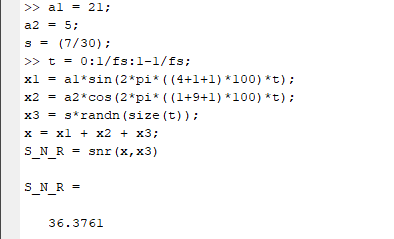 >> a1 = 21;
a2 = 5;
s = (7/30);
>> t = 0:1/fs:1-1/fs;
x1 = a1*sin(2*pi*((4+1+1)*100)*t);
x2 = a2*cos(2*pi*((1+9+1)*100)*t);
x3 = s*randn(size(t));
x = x1 + x2 + x3;
S_N_R = snr(x,x3)
S_N_R =
36.3761